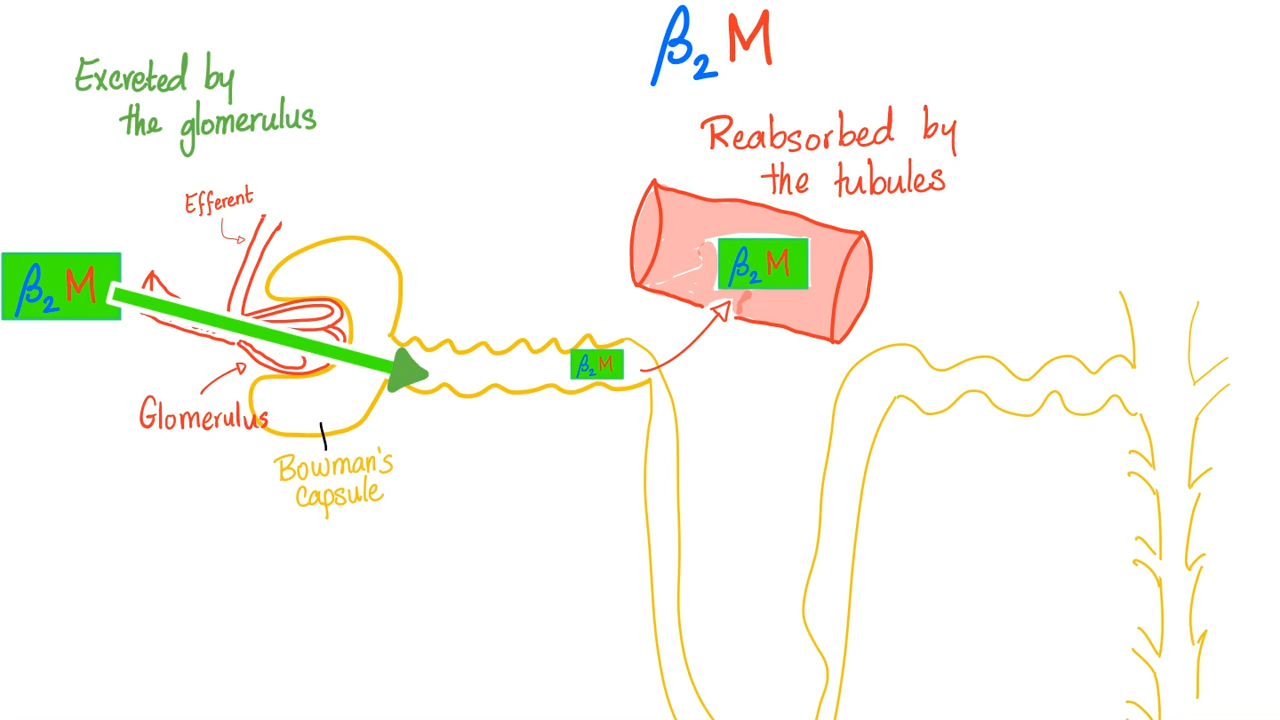 β₂M
Excreted by
the glomerulus
Reabsorbed by
the tubules
Efferent
β₂M
β₂M
β₂M
Glomerulus
Bowman's
capsule